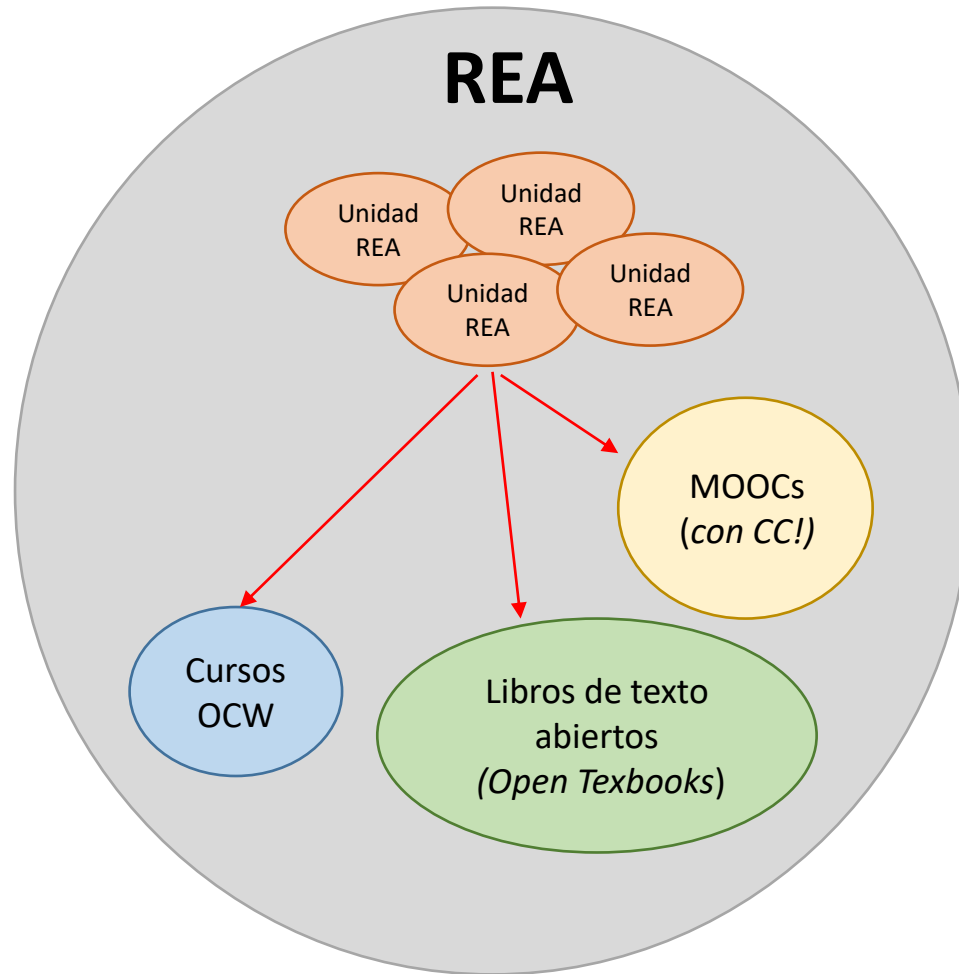 REA
Unidad
REA
Unidad
REA
Unidad
REA
Unidad
REA
MOOCs
(con CC!)
Cursos
OCW
Libros de texto
abiertos
(Open Texbooks)